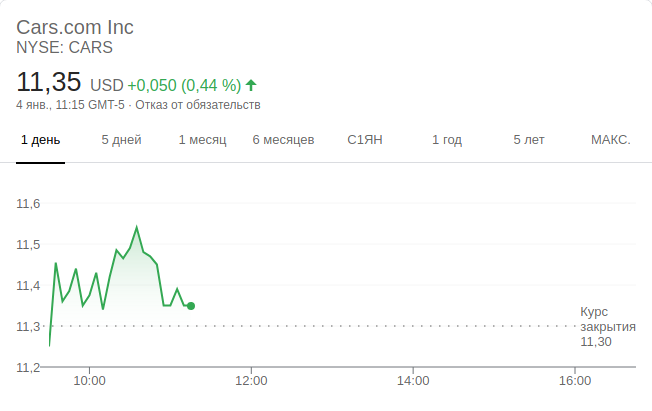 Cars.com Inc
NYSE: CARS
11,35 USD +0,050 (0,44 %)
4 янв., 11:15 GMT-5 · Отказ от обязательств
1 день 5 дней 1 месяц 6 месяцев С1ЯН 1 год 5 лет МАКС.
11,6
11,5
11,4
11,3
11,2
Курс
закрытия
11,30
10:00 12:00 14:00 16:00